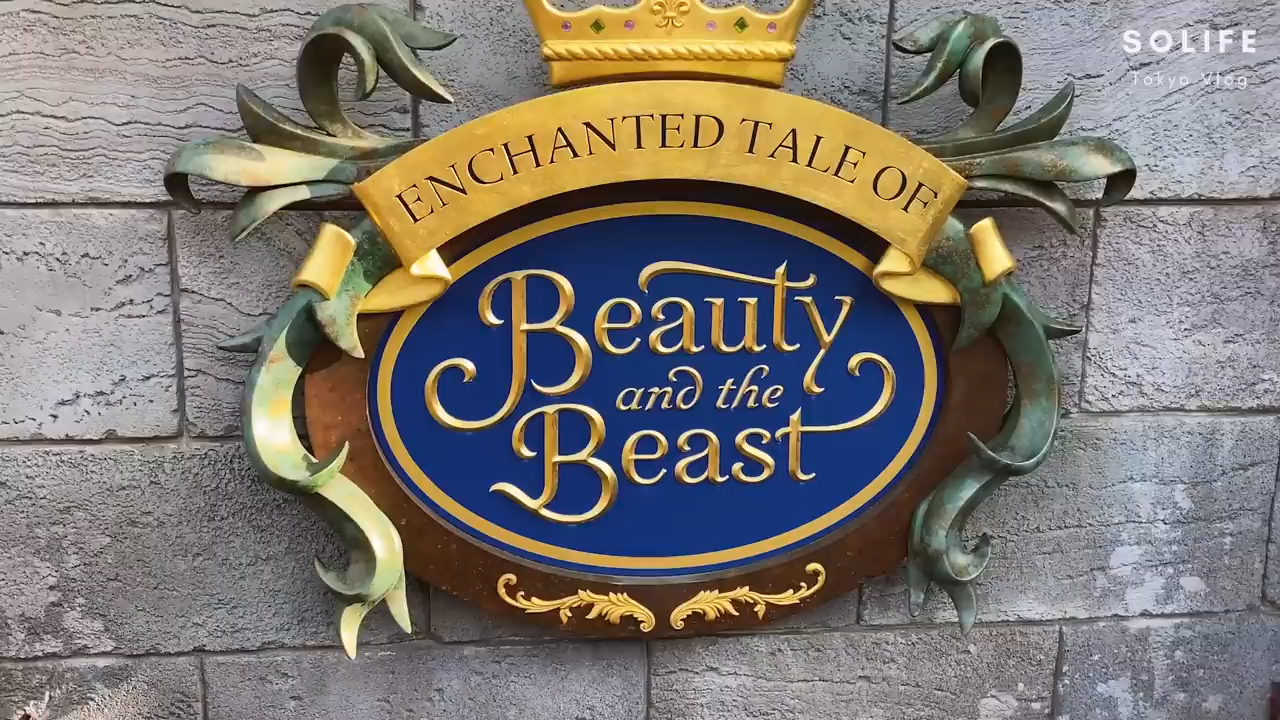 SOLIFE
Tokyo Vlog
ENCHANTED TALE OF
Beauty
and the
Beast